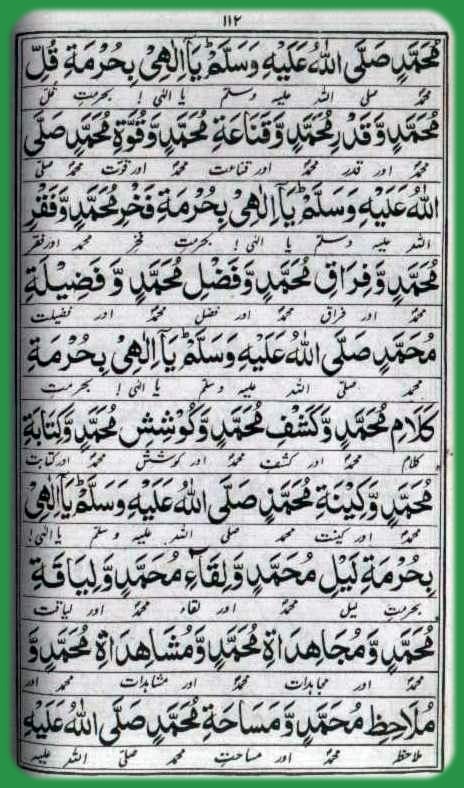 ١١٢
مُحَمَّدٍ صَلَّى اللهُ عَلَيْهِ وَسَلَّمَ يَآ اِلٰهِىْ بِحُرْمَةِ قُلِّ
محمد صلی اللہ علیہ وسلم یا الٰہی! بحرمتِ
مُحَمَّدٍ وَّقَدْرِ مُحَمَّدٍ وَّقَنَاعَةِ مُحَمَّدٍ وَّقُوَّةِ مُحَمَّدٍ صَلَّى
محمدؐ اور قدر محمدؐ اور قناعت محمدؐ اور قوت محمدؐ صلی
اللهُ عَلَيْهِ وَسَلَّمَ يَآ اِلٰهِىْ بِحُرْمَةِ فَخْرِ مُحَمَّدٍ وَّفَقْرِ
اللہ علیہ وسلم یا الٰہی! بحرمتِ فخر محمد اور فقر
مُحَمَّدٍ وَّفِرَاقِ مُحَمَّدٍ وَّفَضْلِ مُحَمَّدٍ وَّ فَضِيْلَةِ
محمدؐ اور فراق محمدؐ اور فضل محمدؐ اور فضیلت
مُحَمَّدٍ صَلَّى اللهُ عَلَيْهِ وَسَلَّمَ يَآ اِلٰهِىْ بِحُرْمَةِ
محمد صلی اللہ علیہ وسلم یا الٰہی! بحرمتِ
كَلَامِ مُحَمَّدٍ وَّكَشْفِ مُحَمَّدٍ وَّكُوْشِشِ مُحَمَّدٍ وَّكِتَابَةِ
کلام محمدؐ اور کشف محمدؐ اور کوشش محمدؐ اور کتابت
مُحَمَّدٍ وَّكَيْنَةِ مُحَمَّدٍ صَلَّى اللهُ عَلَيْهِ وَسَلَّمَ يَآ اِلٰهِىْ
محمدؐ اور کینت محمد صلی اللہ علیہ وسلم یا الٰہی!
بِحُرْمَةِ لَيْلِ مُحَمَّدٍ وَّلِقَآءِ مُحَمَّدٍ وَّلِيَاقَةِ
بحرمتِ لیل محمدؐ اور لقاء محمدؐ اور لیاقت
مُحَمَّدٍ وَّمُجَاهِدَاةِ مُحَمَّدٍ وَّمُشَاهِدَاةِ مُحَمَّدٍ وَّ
محمدؐ اور مجاہدات محمدؐ اور مشاہدات محمد اور
مُلَاحِظِ مُحَمَّدٍ وَّمَسَاحَةِ مُحَمَّدٍ صَلَّى اللهُ عَلَيْهِ
ملاحظ محمدؐ اور مساحت محمد صلی اللہ علیہ